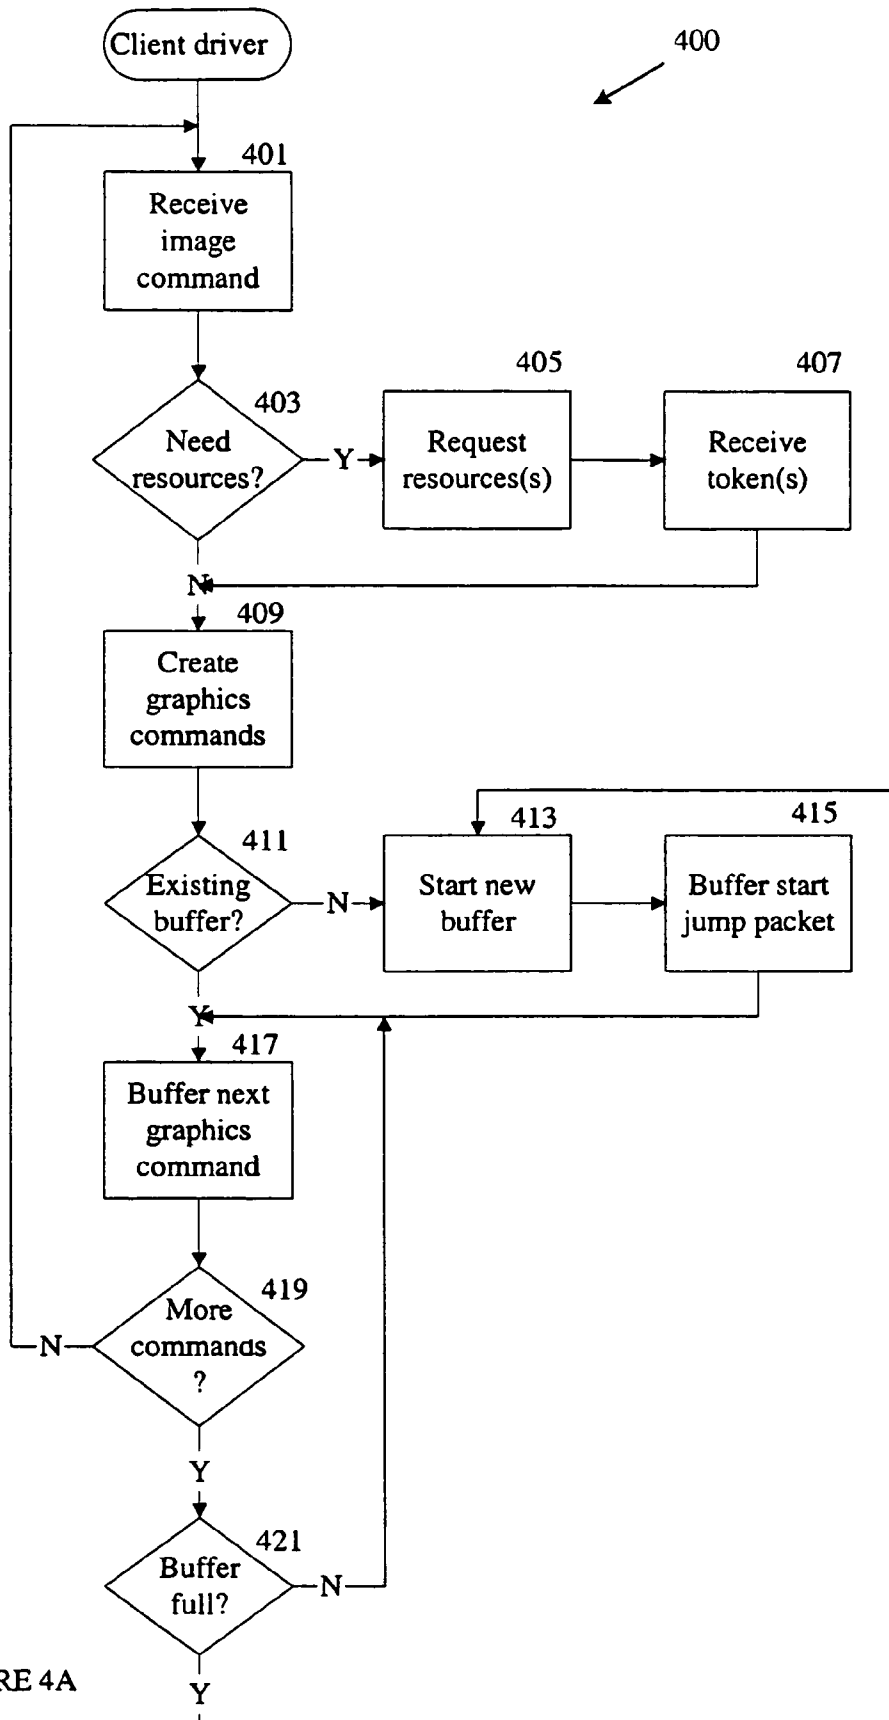 Client driver
400
401
Receive
image
command
403
Need
resources?
Y
405
Request
resources(s)
407
Receive
token(s)
N
409
Create
graphics
commands
411
Existing
buffer?
N
413
Start new
buffer
415
Buffer start
jump packet
Y
417
Buffer next
graphics
command
419
More
commands
?
N
Y
421
Buffer
full?
N
RE 4A
Y